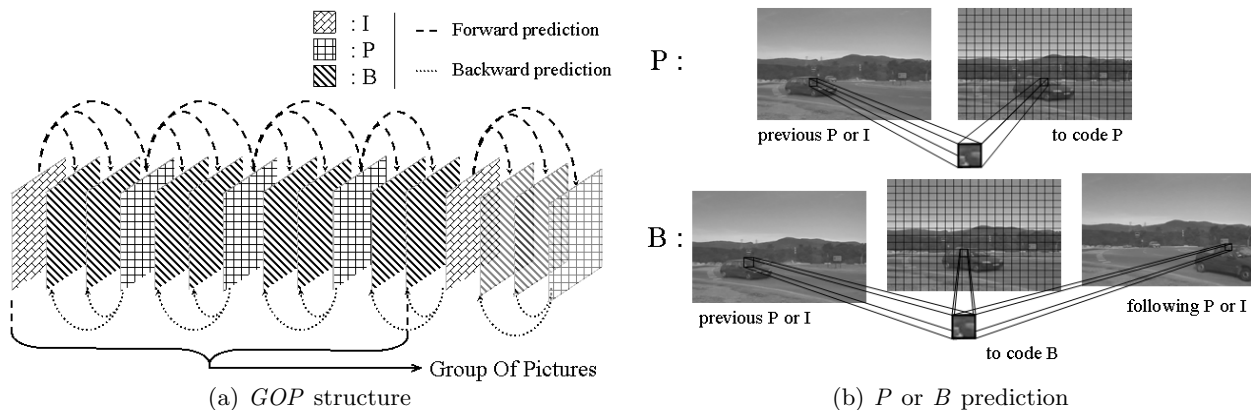 : I
: P
: B
Forward prediction
Backward prediction
Group Of Pictures
(a) GOP structure
P :
previous P or I
to code P
B :
previous P or I
to code B
following P or I
(b) P or B prediction